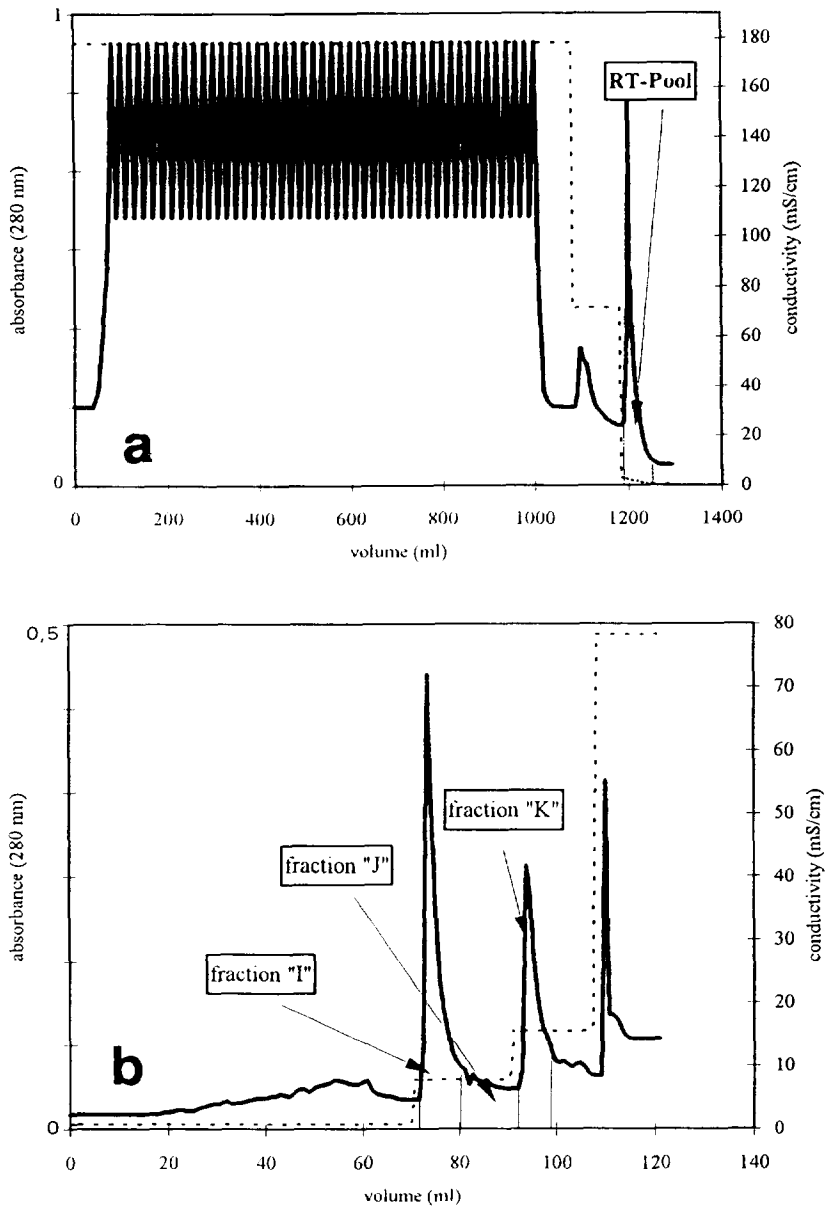 1
0
absorbance (280 nm)
180
160
140
120
100
80
60
40
20
0
conductivity (mS/cm)
RT-Pool
a
0 200 400 600 800 1000 1200 1400
volume (ml)
0,5
0
absorbance (280 nm)
80
70
60
50
40
30
20
10
0
conductivity (mS/cm)
fraction "K"
fraction "J"
fraction "I"
b
0 20 40 60 80 100 120 140
volume (ml)